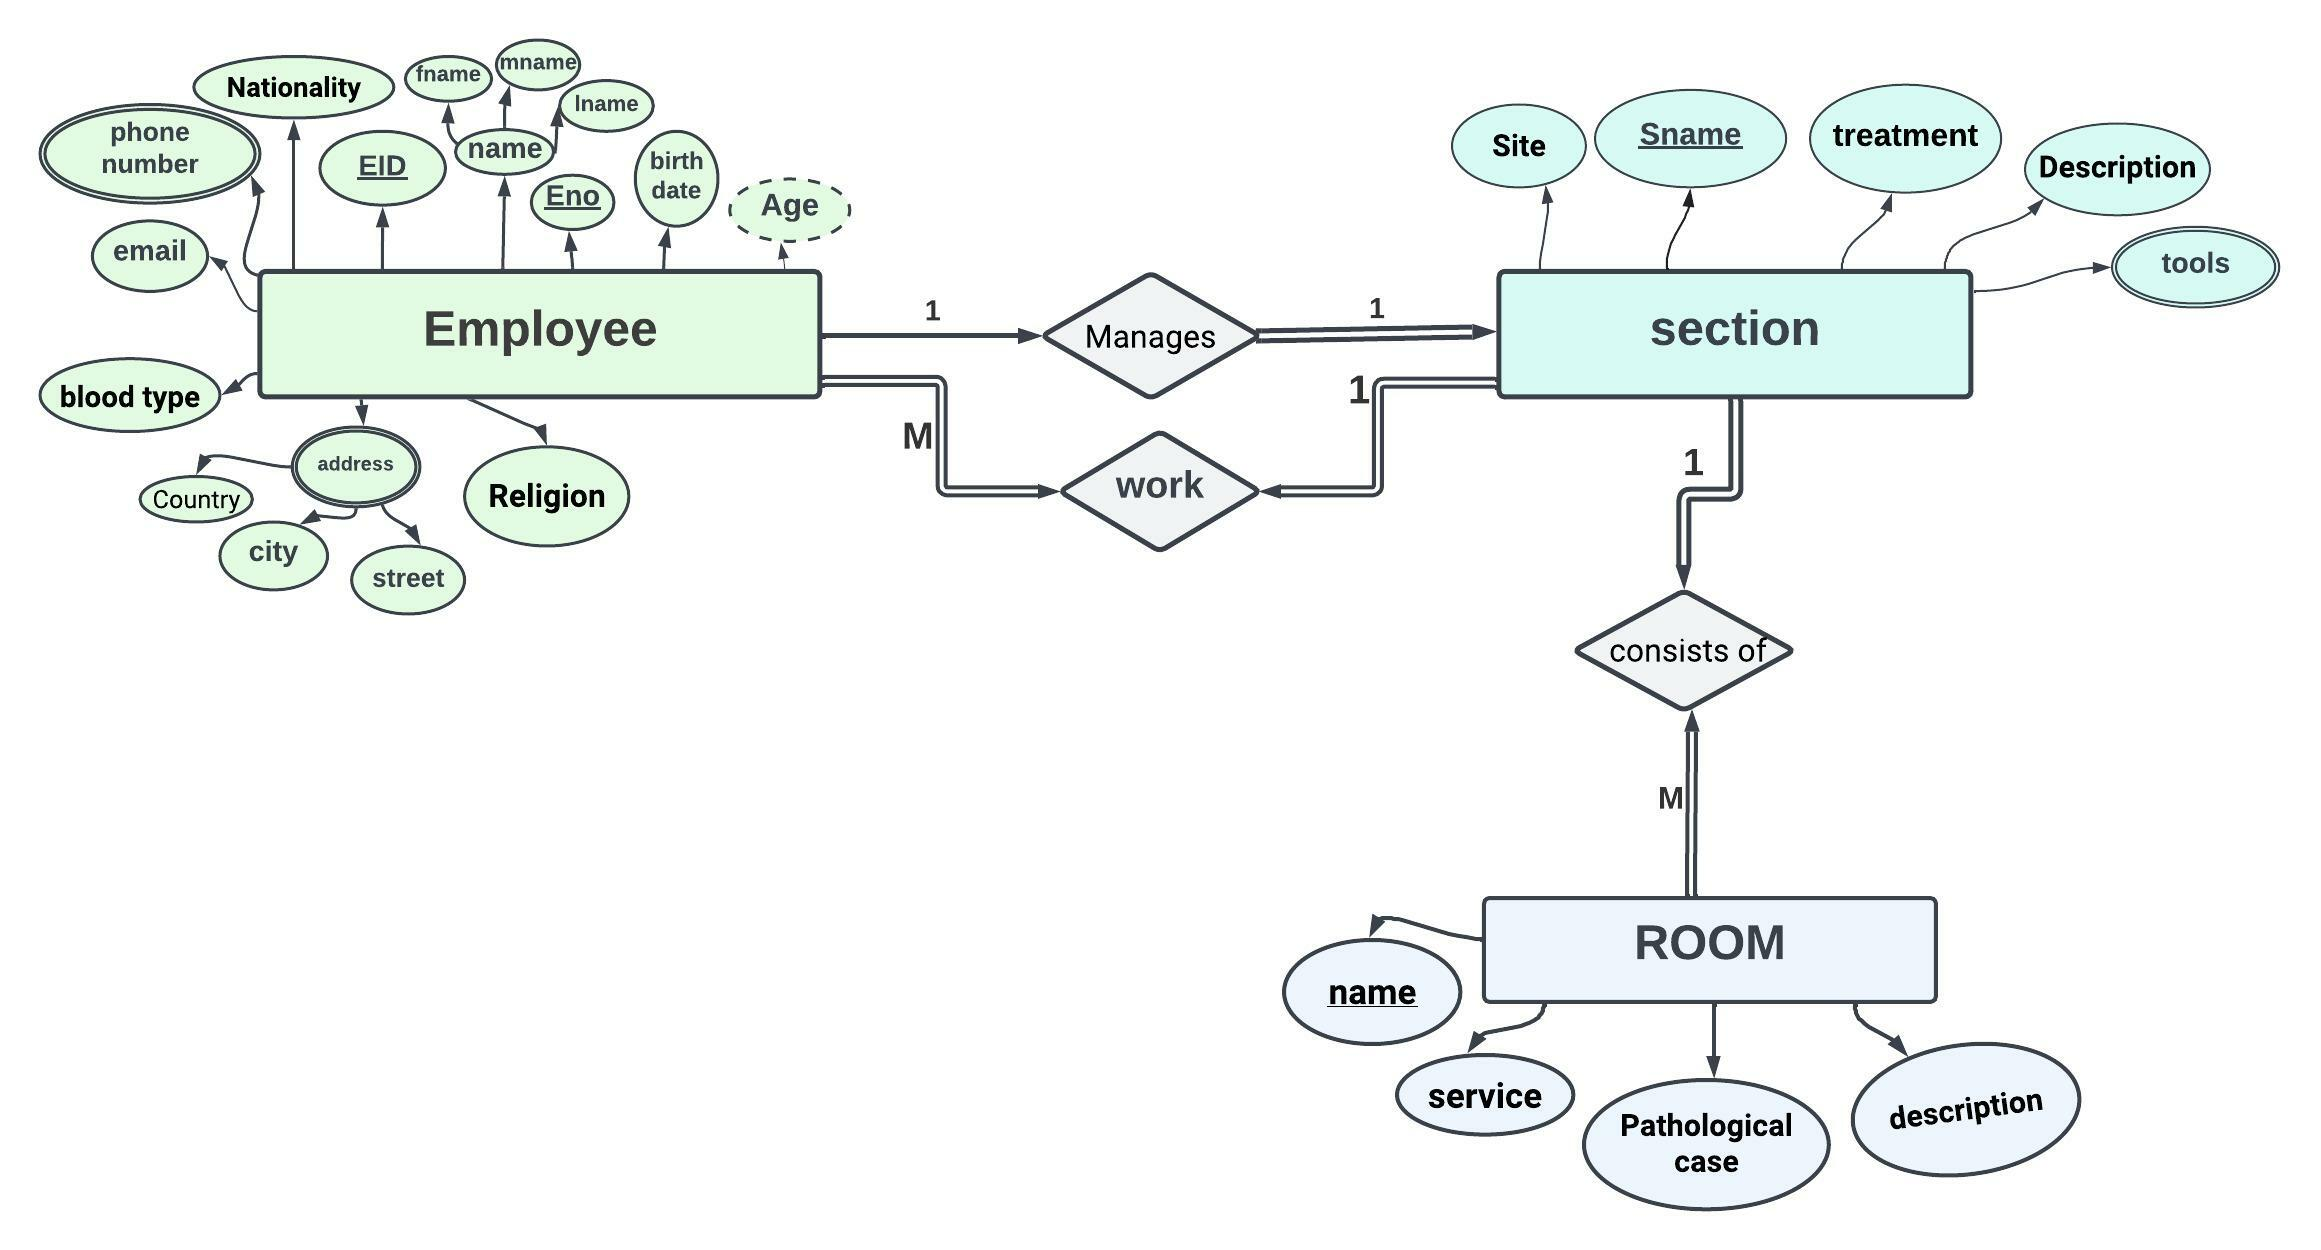 Nationality
fname
mname
lname
phone
number
EID
name
birth
date
Eno
Age
email
Employee
blood type
address
Country
city
street
Religion
1
Manages
1
M
work
1
Site
Sname
treatment
Description
tools
section
1
consists of
M
ROOM
name
service
Pathological
case
description